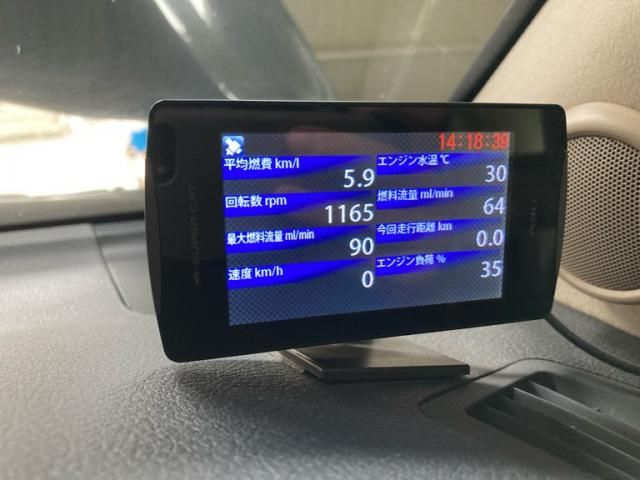 14:18:39
平均燃費 km/l
5.9
エンジン水温 ℃
30
回転数 rpm
1165
燃料流量 ml/min
64
最大燃料流量 ml/min
90
今回走行距離 km
0.0
速度 km/h
0
エンジン負荷 %
35
SUPER CAT